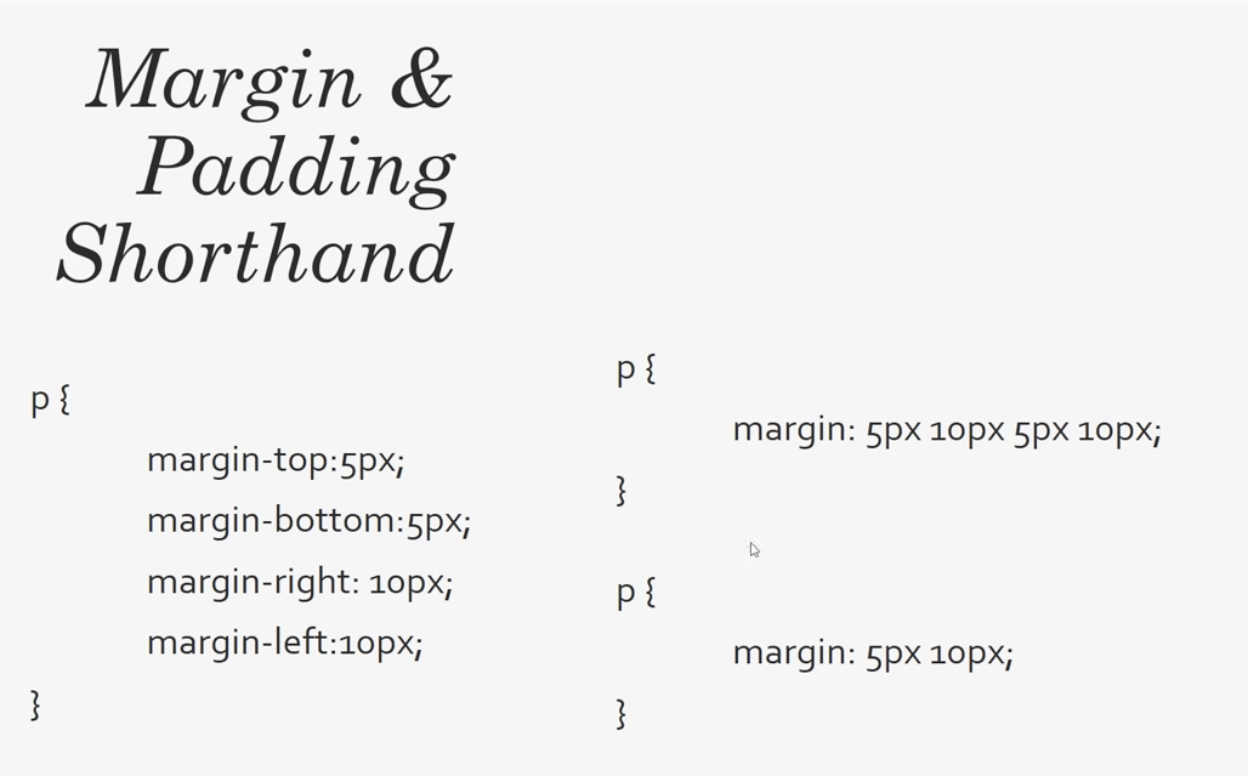 Margin &
Padding
Shorthand
p {
margin-top:5px;
margin-bottom:5px;
margin-right: 10px;
margin-left:10px;
}
p {
margin: 5px 10px 5px 10px;
}
p {
margin: 5px 10px;
}